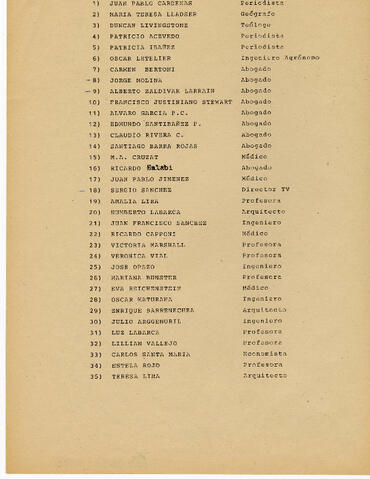 1) JUAN PABLO CARDENAS Periodista
2) MARIA TERESA LLADSER Geógrafo
3) DUNCAN LIVINGSTONE Teólogo
4) PATRICIO ACEVEDO Periodista
5) PATRICIA IBAÑEZ Periodista
6) OSCAR LETELIER Ingeniero Agrónomo
7) CARMEN BERTONI Abogado
8) JORGE MOLINA Abogado
9) ALBERTO ZALDIVAR LARRAIN Abogado
10) FRANCISCO JUSTINIANO STEWART Abogado
11) ALVARO GARCIA P.C. Abogado
12) EDMUNDO SANTIBAÑEZ P. Abogado
13) CLAUDIO RIVERA C. Abogado
14) SANTIAGO BARRA ROJAS Abogado
15) M.A. CRUZAT Médico
16) RICARDO Halabi Abogado
17) JUAN PABLO JIMENEZ Médico
18) SERGIO SANCHEZ Director TV
19) AMALIA LIRA Profesora
20) HUMBERTO LABARCA Arquitecto
21) JUAN FRANCISCO SANCHEZ Ingeniero
22) RICARDO CAPPONI Médico
23) VICTORIA MARSHALL Profesora
24) VERONICA VIAL Profesora
25) JOSE OPAZO Ingeniero
26) MARIANA BUNSTER Profesora
27) EVA REICHENSTEIN Médico
28) OSCAR MATURANA Ingeniero
29) ENRIQUE BARRENECHEA Arquitecto
30) JULIO Ingeniero
31) LUZ LABARCA Profesora
32) LILLIAN VALLEJO Profesora
33) CARLOS SANTA MARIA Economista
34) ESTELA ROJO Profesora
35) TERESA LIRA Arquitecto